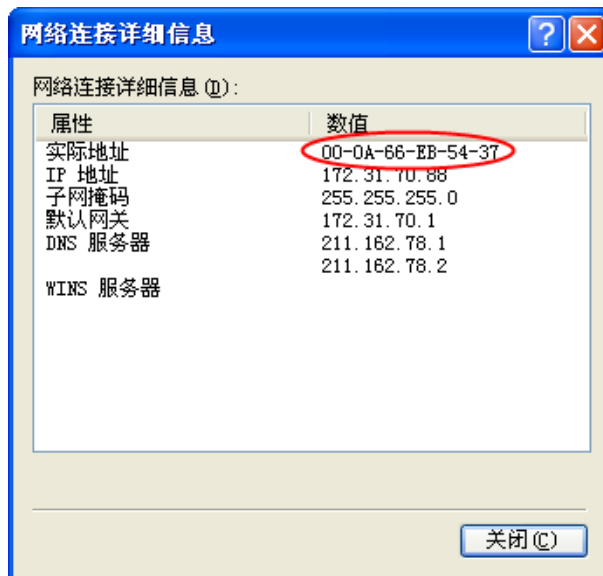 网络连接详细信息
网络连接详细信息(D):
属性 数值
实际地址 00-0A-66-EB-54-37
IP 地址 172.31.70.88
子网掩码 255.255.255.0
默认网关 172.31.70.1
DNS 服务器 211.162.78.1
211.162.78.2
WINS 服务器
关闭(C)